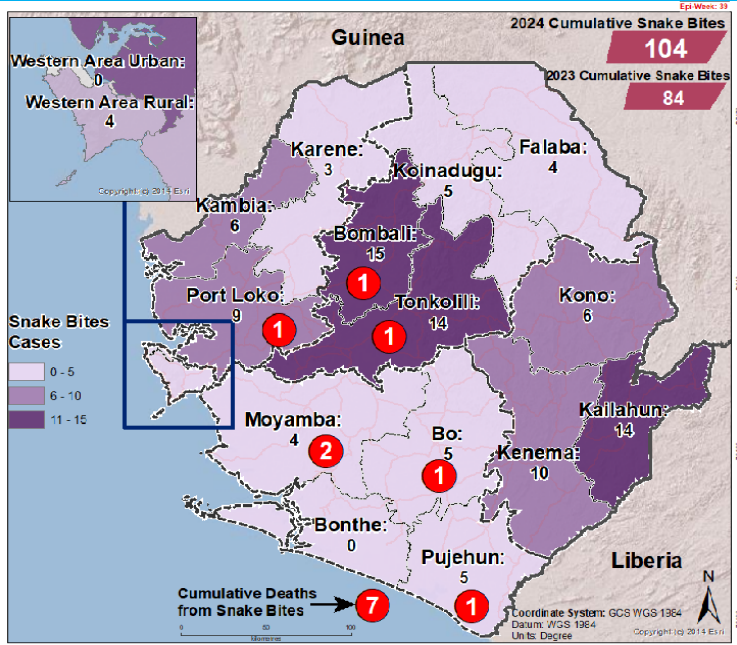 Epi-Week: 39
2024 Cumulative Snake Bites
104
2023 Cumulative Snake Bites
84
Guinea
Western Area Urban:
0
Western Area Rural:
4
Copyright:(c) 2014 Esri
Karene:
3
Koinadugu:
5
Falaba:
4
Kambia:
6
Bombali:
15
1
Port Loko:
9
1
Tonkolili:
14
1
Kono:
6
Snake Bites
Cases
0 - 5
6 - 10
11 - 15
Moyamba:
4
2
Bo:
5
1
Kenema:
10
Kailahun:
14
Bonthe:
0
Pujehun:
5
1
Liberia
Cumulative Deaths
from Snake Bites
7
N
Coordinate System: GCS WGS 1984
Datum: WGS 1984
Units: Degree
Copyright:(c) 2014 Esri
0
50
100